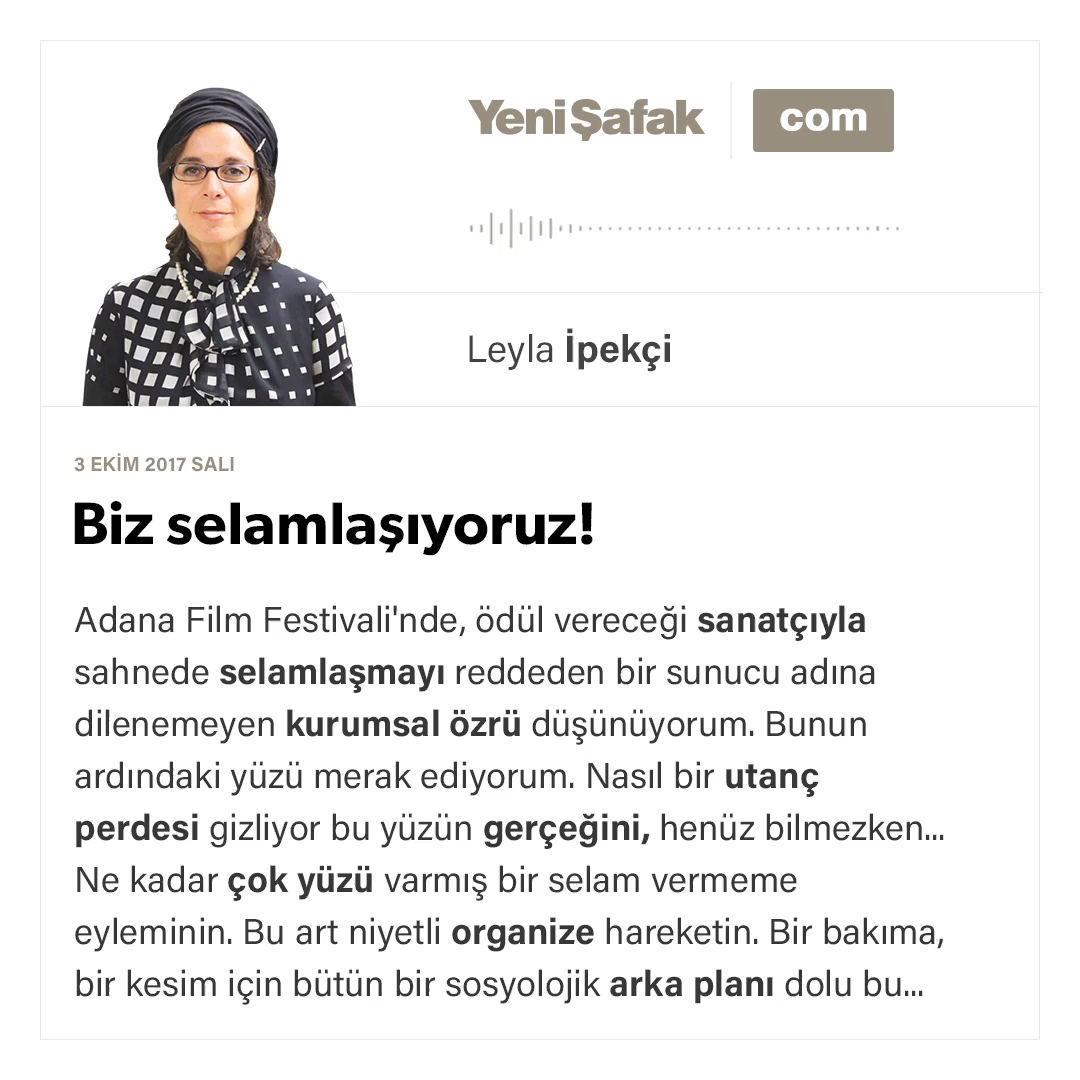 YeniŞafak com
Leyla İpekçi
3 EKİM 2017 SALI
Biz selamlaşıyoruz!
Adana Film Festivali'nde, ödül vereceği sanatçıyla
sahnede selamlaşmayı reddeden bir sunucu adına
dilenemeyen kurumsal özrü düşünüyorum. Bunun
ardındaki yüzü merak ediyorum. Nasıl bir utanç
perdesi gizliyor bu yüzün gerçeğini, henüz bilmezken...
Ne kadar çok yüzü varmış bir selam vermeme
eyleminin. Bu art niyetli organize hareketin. Bir bakıma,
bir kesim için bütün bir sosyolojik arka planı dolu bu...